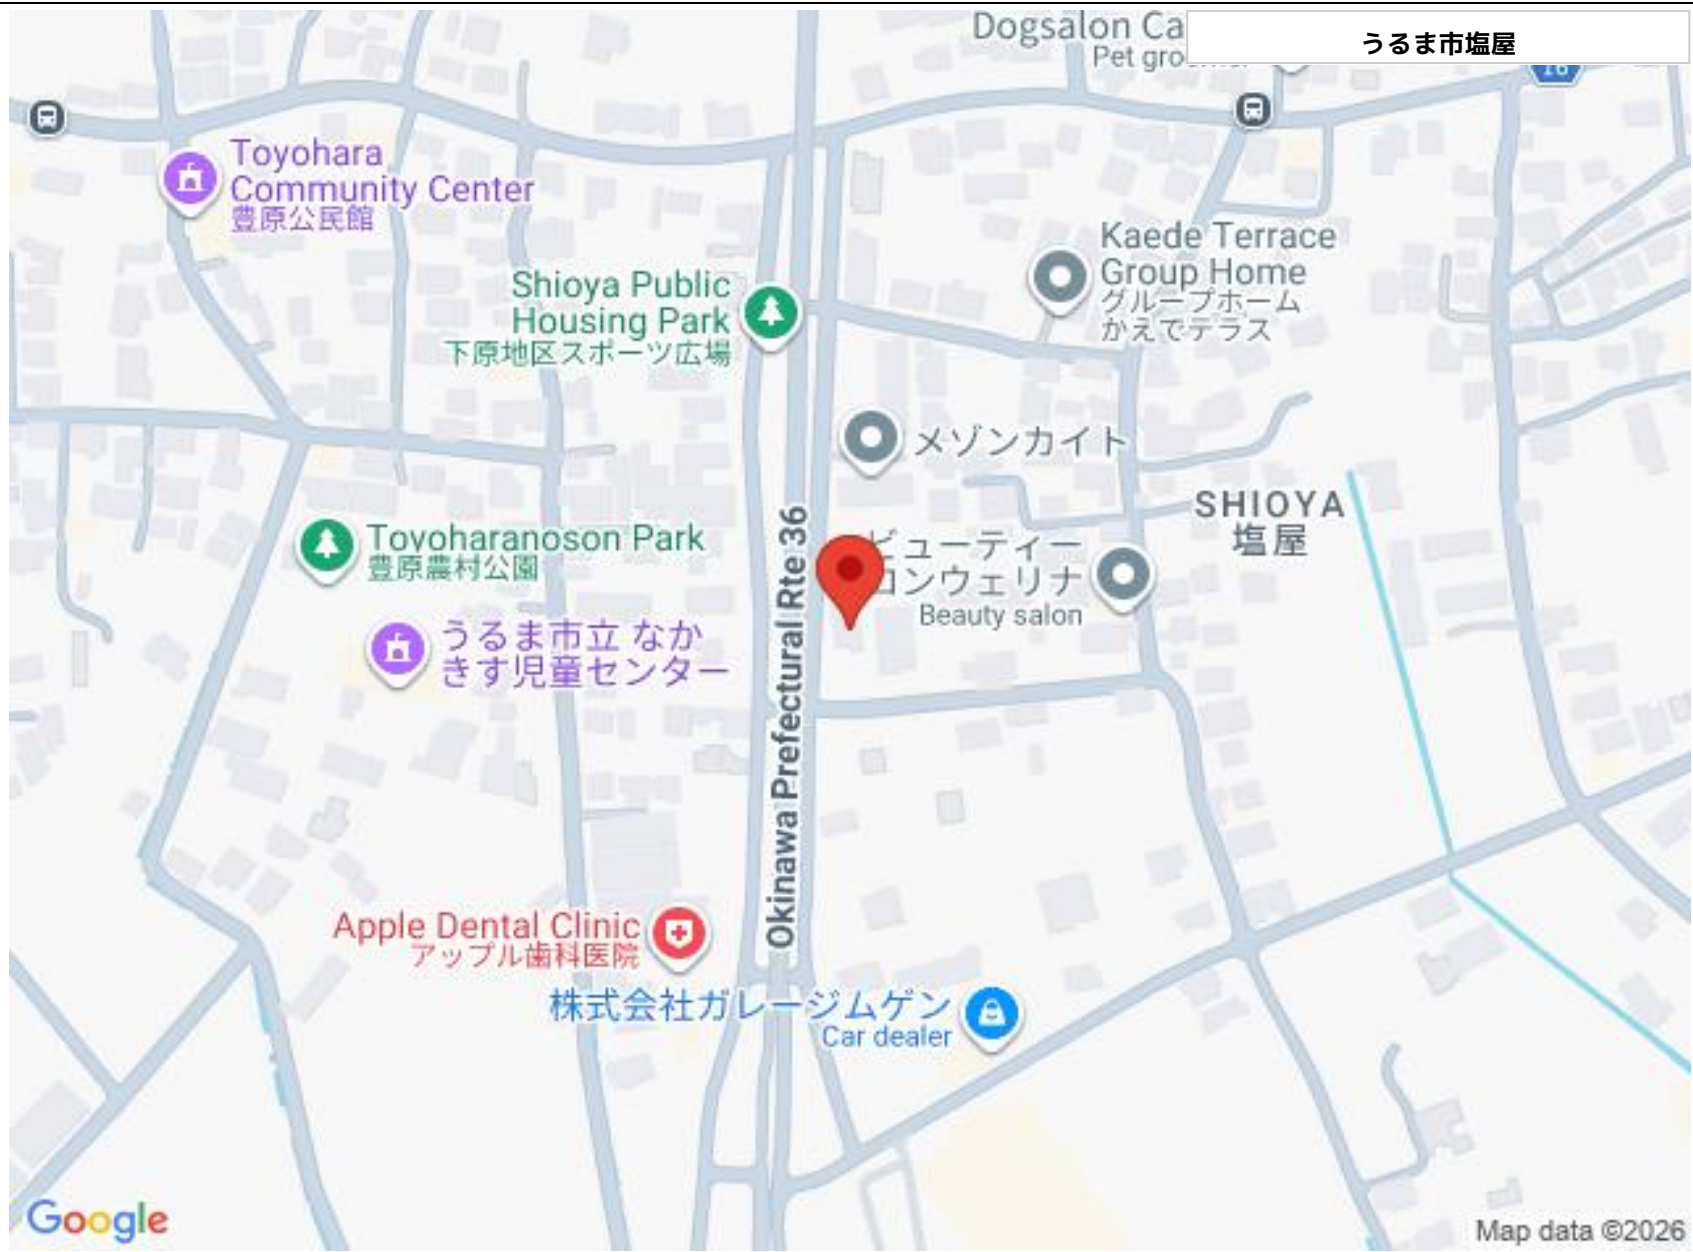 Dogsalon Ca
Pet gro
うるま市塩屋
Toyohara
Community Center
豊原公民館
Shioya Public
Housing Park
下原地区スポーツ広場
Kaede Terrace
Group Home
グループホーム
かえでテラス
メゾンカイト
SHIOYA
塩屋
Toyoharanoson Park
豊原農村公園
ビューティー
ロンウェリナ
Beauty salon
うるま市立 なか
きす児童センター
Okinawa Prefectural Rte 36
Apple Dental Clinic
アップル歯科医院
株式会社ガレージムゲン
Car dealer
Google
Map data ©2026